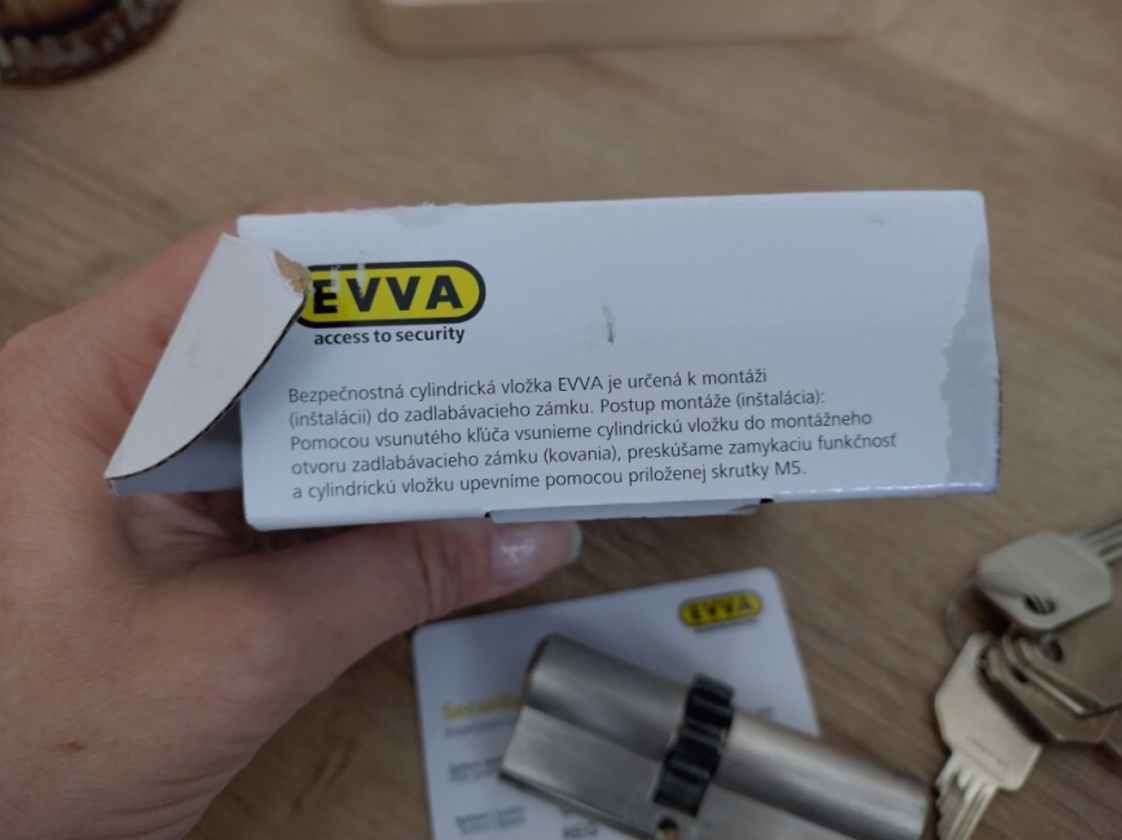 EVVA
access to security
Bezpečnostná cylindrická vložka EVVA je určená k montáži
(inštalácii) do zadlabávacieho zámku. Postup montáže (inštalácia):
Pomocou vsunutého kľúča vsunieme cylindrickú vložku do montážneho
otvoru zadlabávacieho zámku (kovania), preskúšame zamykaciu funkčnosť
a cylindrickú vložku upevníme pomocou priloženej skrutky M5.
EVVA